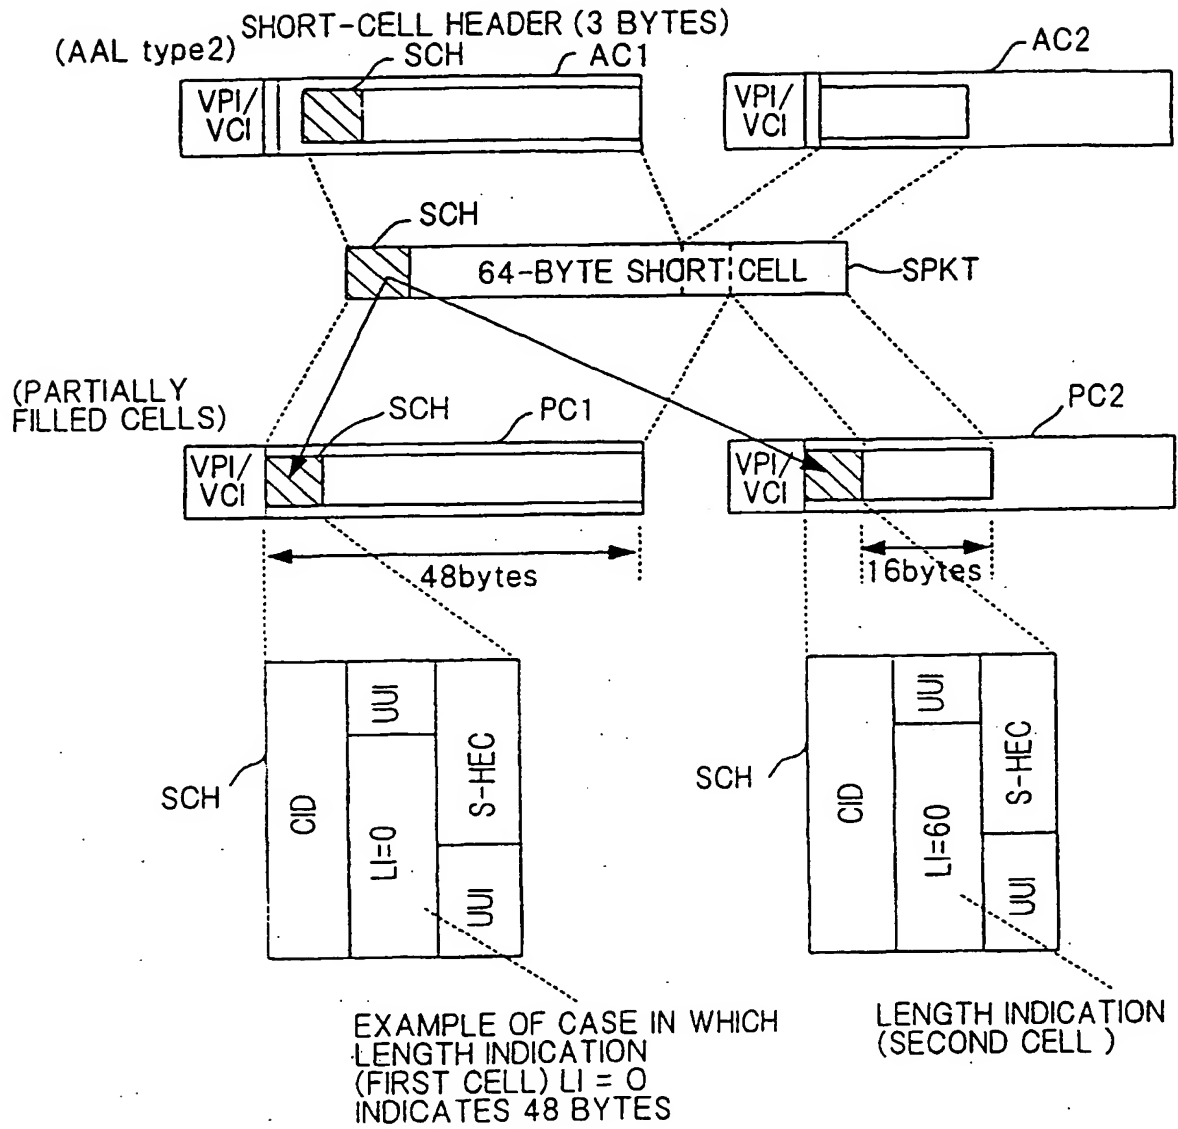 SHORT-CELL HEADER (3 BYTES)
(AAL type2)
SCH
AC1
AC2
VPI/
VCI
VPI/
VCI
SCH
64-BYTE SHORT CELL
SPKT
(PARTIALLY
FILLED CELLS)
SCH
PC1
PC2
VPI/
VCI
VPI/
VCI
48bytes
16bytes
SCH
CID
UUI
LI=0
S-HEC
UUI
SCH
CID
UUI
LI=60
S-HEC
UUI
EXAMPLE OF CASE IN WHICH
LENGTH INDICATION
(FIRST CELL) LI = 0
INDICATES 48 BYTES
LENGTH INDICATION
(SECOND CELL )